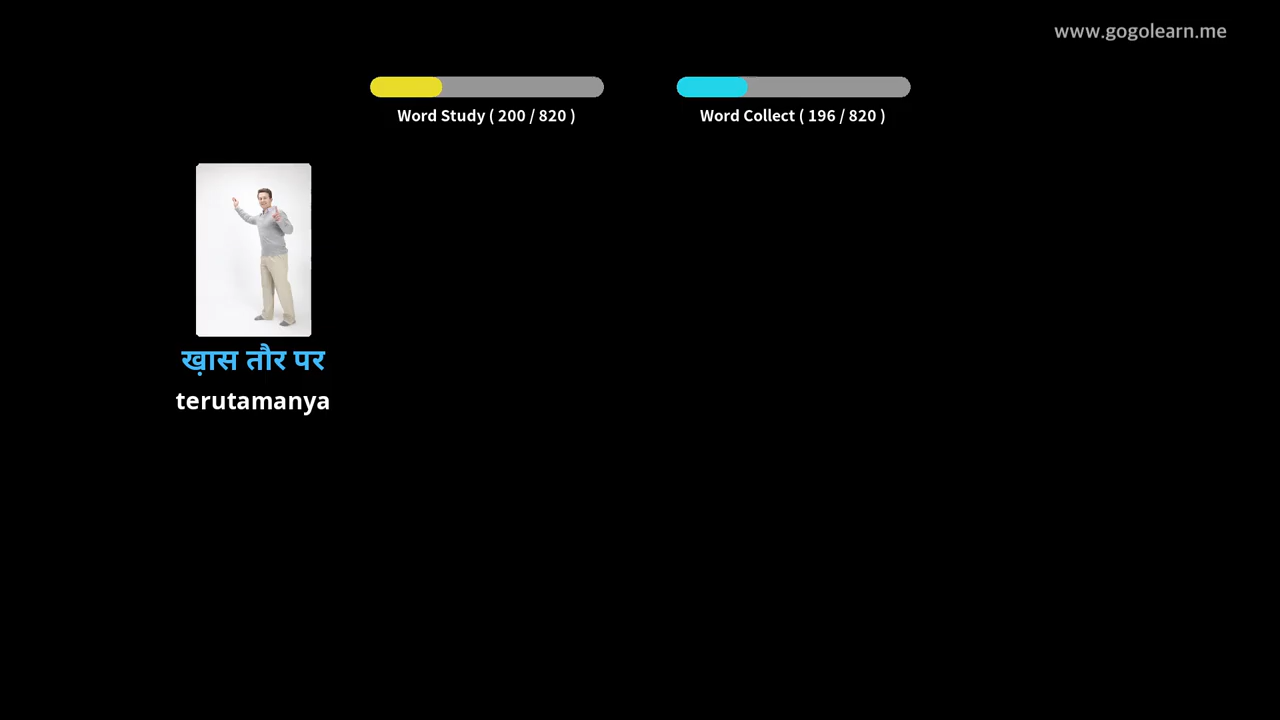 www.gogolearn.me
Word Study ( 200 / 820 )
Word Collect ( 196 / 820 )
ख़ास तौर पर
terutamanya